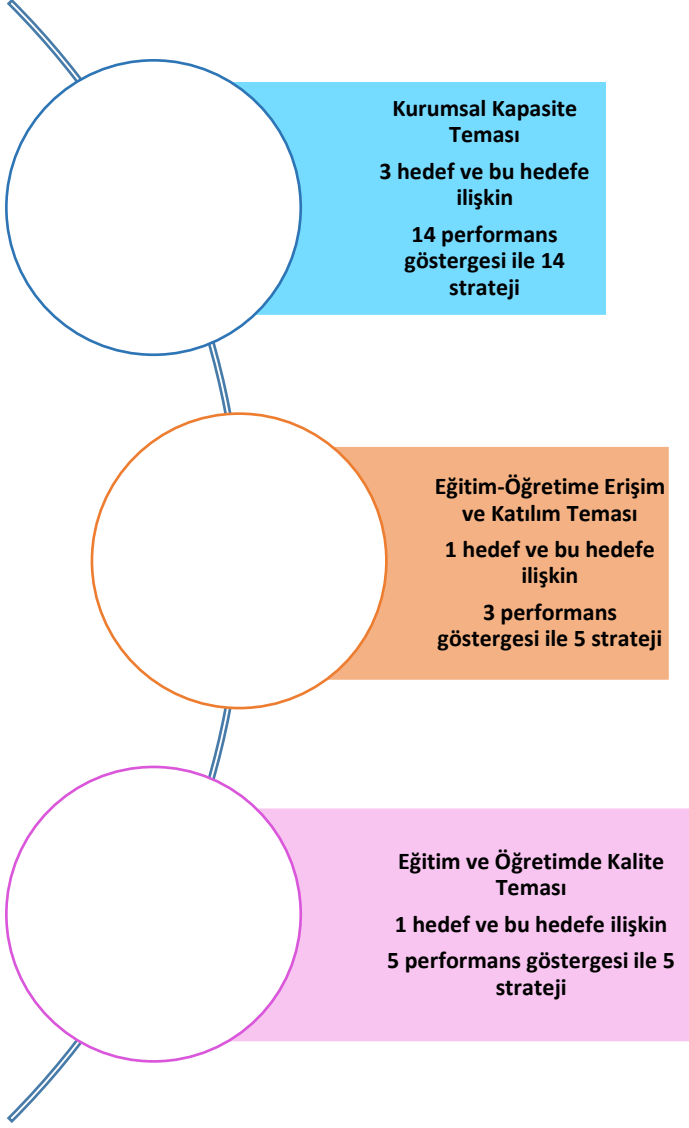 Kurumsal Kapasite
Teması
3 hedef ve bu hedefe
ilişkin
14 performans
göstergesi ile 14
strateji
Eğitim-Öğretime Erişim
ve Katılım Teması
1 hedef ve bu hedefe
ilişkin
3 performans
göstergesi ile 5 strateji
Eğitim ve Öğretimde Kalite
Teması
1 hedef ve bu hedefe ilişkin
5 performans göstergesi ile 5
strateji